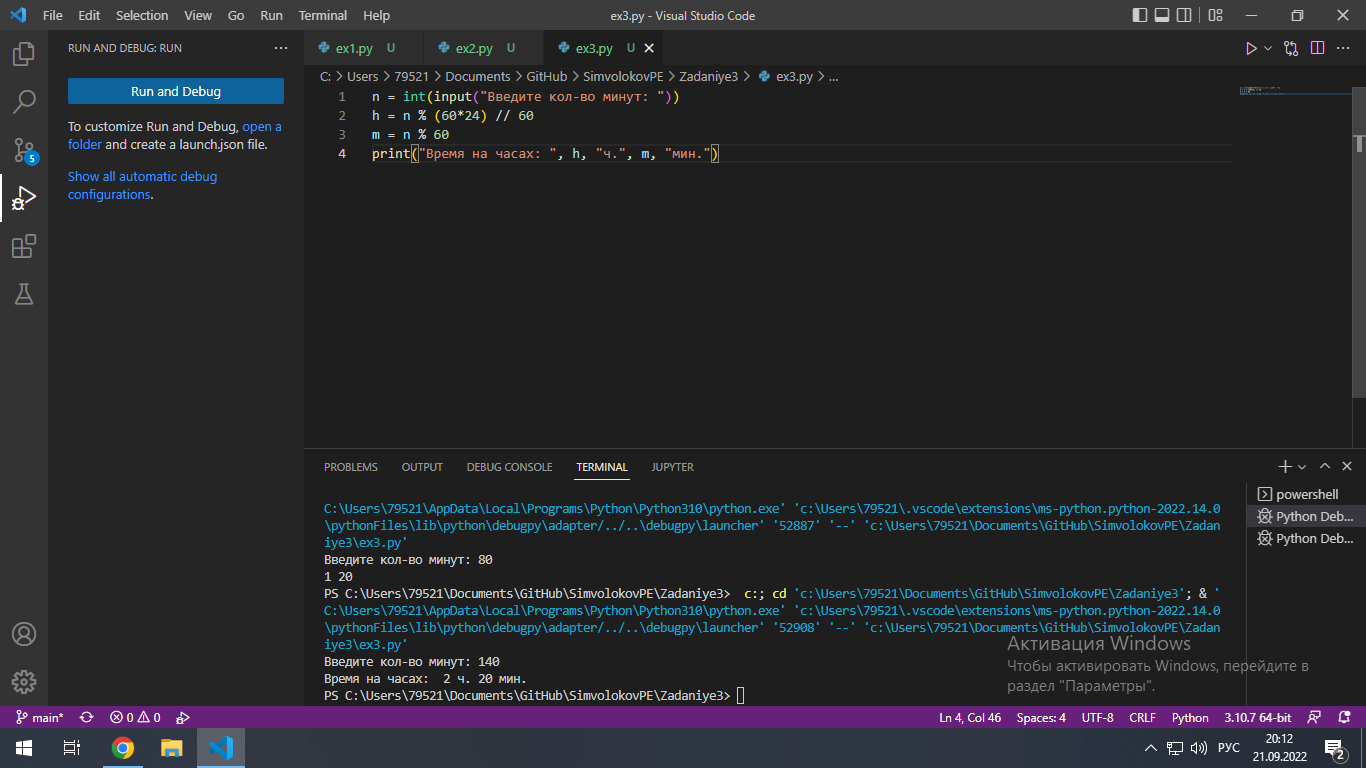 File Edit Selection View Go Run Terminal Help ex3.py - Visual Studio Code
RUN AND DEBUG: RUN ...
ex1.py U ex2.py U ex3.py U
C: > Users > 79521 > Documents > GitHub > SimvolokovPE > Zadaniye3 > ex3.py > ...
Run and Debug
To customize Run and Debug, open a
folder and create a launch.json file.
Show all automatic debug
configurations.
5
1 n = int(input("Введите кол-во минут: "))
2 h = n % (60*24) // 60
3 m = n % 60
4 print("Время на часах: ", h, "ч.", m, "мин.")
PROBLEMS OUTPUT DEBUG CONSOLE TERMINAL JUPYTER
powershell
Python Deb...
Python Deb...
C:\Users\79521\AppData\Local\Programs\Python\Python310\python.exe' 'c:\Users\79521\.vscode\extensions\ms-python.python-2022.14.0
\pythonFiles\lib\python\debugpy\adapter/../..\debugpy\launcher' '52887' '--' 'c:\Users\79521\Documents\GitHub\SimvolokovPE\Zadan
iye3\ex3.py'
Введите кол-во минут: 80
1 20
PS C:\Users\79521\Documents\GitHub\SimvolokovPE\Zadaniye3>  c:; cd 'c:\Users\79521\Documents\GitHub\SimvolokovPE\Zadaniye3'; & '
C:\Users\79521\AppData\Local\Programs\Python\Python310\python.exe' 'c:\Users\79521\.vscode\extensions\ms-python.python-2022.14.0
\pythonFiles\lib\python\debugpy\adapter/../..\debugpy\launcher' '52908' '--' 'c:\Users\79521\Documents\GitHub\SimvolokovPE\Zadan
iye3\ex3.py'
Введите кол-во минут: 140
Время на часах:  2 ч. 20 мин.
PS C:\Users\79521\Documents\GitHub\SimvolokovPE\Zadaniye3>
Активация Windows
Чтобы активировать Windows, перейдите в
раздел "Параметры".
main* 0 0 Ln 4, Col 46 Spaces: 4 UTF-8 CRLF Python 3.10.7 64-bit
РУС 20:12
21.09.2022
2